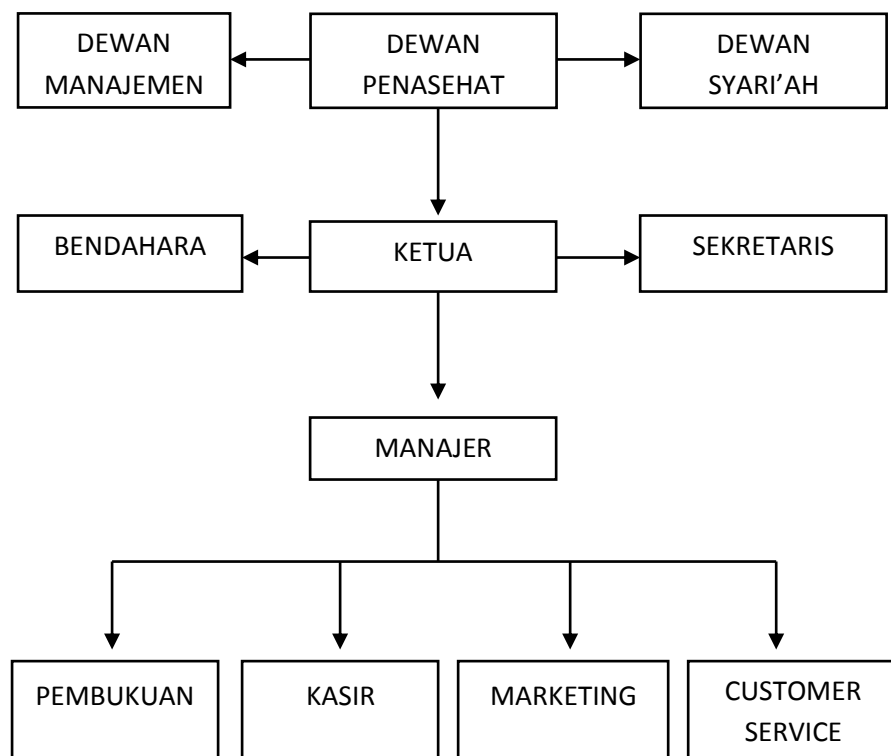 DEWAN
MANAJEMEN
DEWAN
PENASEHAT
DEWAN
SYARI’AH
BENDAHARA
KETUA
SEKRETARIS
MANAJER
PEMBUKUAN
KASIR
MARKETING
CUSTOMER
SERVICE